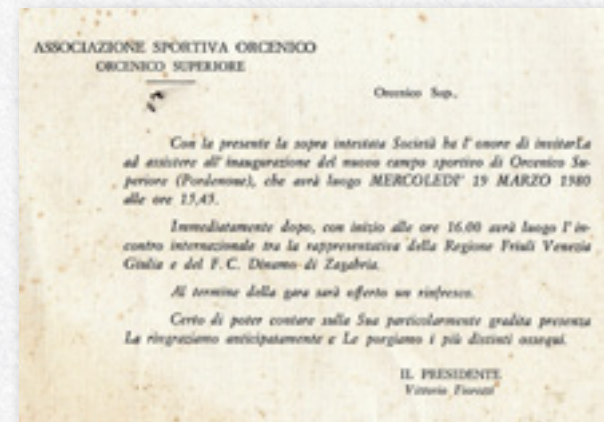 ASSOCIAZIONE SPORTIVA ORCENICO
ORCENICO SUPERIORE
Orcenico Sup.,
Con la presente la sopra intestata Società ha l'onore di invitarLa
ad assistere all'inaugurazione del nuovo campo sportivo di Orcenico Su-
periore (Pordenone), che avrà luogo MERCOLEDI' 19 MARZO 1980
alle ore 15,45.
Immediatamente dopo, con inizio alle ore 16.00 avrà luogo l'in-
contro internazionale tra la rappresentativa della Regione Friuli Venezia
Giulia e del F.C. Dinamo di Zagabria.
Al termine della gara sarà offerto un rinfresco.
Certo di poter contare sulla Sua particolarmente gradita presenza
La ringraziamo anticipatamente e Le porgiamo i più distinti ossequi.
IL PRESIDENTE
Vittorio